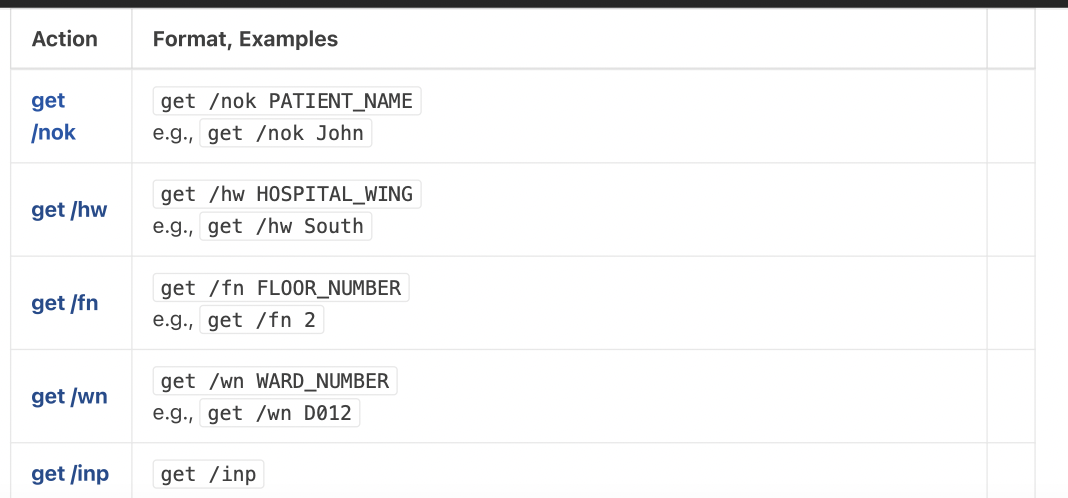 Action Format, Examples
get /nok
get /nok PATIENT_NAME
e.g., get /nok John
get /hw
get /hw HOSPITAL_WING
e.g., get /hw South
get /fn
get /fn FLOOR_NUMBER
e.g., get /fn 2
get /wn
get /wn WARD_NUMBER
e.g., get /wn D012
get /inp
get /inp